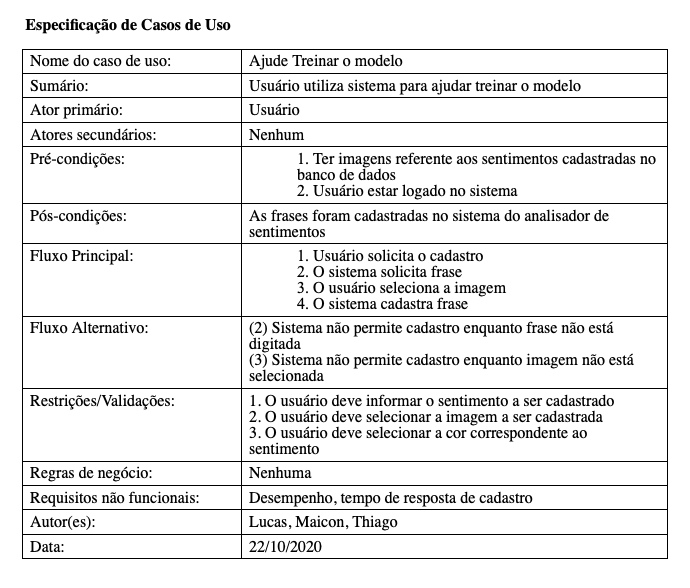 Especificação de Casos de Uso
Nome do caso de uso: Ajude Treinar o modelo
Sumário: Usuário utiliza sistema para ajudar treinar o modelo
Ator primário: Usuário
Atores secundários: Nenhum
Pré-condições: 1. Ter imagens referente aos sentimentos cadastradas no
banco de dados
2. Usuário estar logado no sistema
Pós-condições: As frases foram cadastradas no sistema do analisador de
sentimentos
Fluxo Principal: 1. Usuário solicita o cadastro
2. O sistema solicita frase
3. O usuário seleciona a imagem
4. O sistema cadastra frase
Fluxo Alternativo: (2) Sistema não permite cadastro enquanto frase não está
digitada
(3) Sistema não permite cadastro enquanto imagem não está
selecionada
Restrições/Validações: 1. O usuário deve informar o sentimento a ser cadastrado
2. O usuário deve selecionar a imagem a ser cadastrada
3. O usuário deve selecionar a cor correspondente ao
sentimento
Regras de negócio: Nenhuma
Requisitos não funcionais: Desempenho, tempo de resposta de cadastro
Autor(es): Lucas, Maicon, Thiago
Data: 22/10/2020